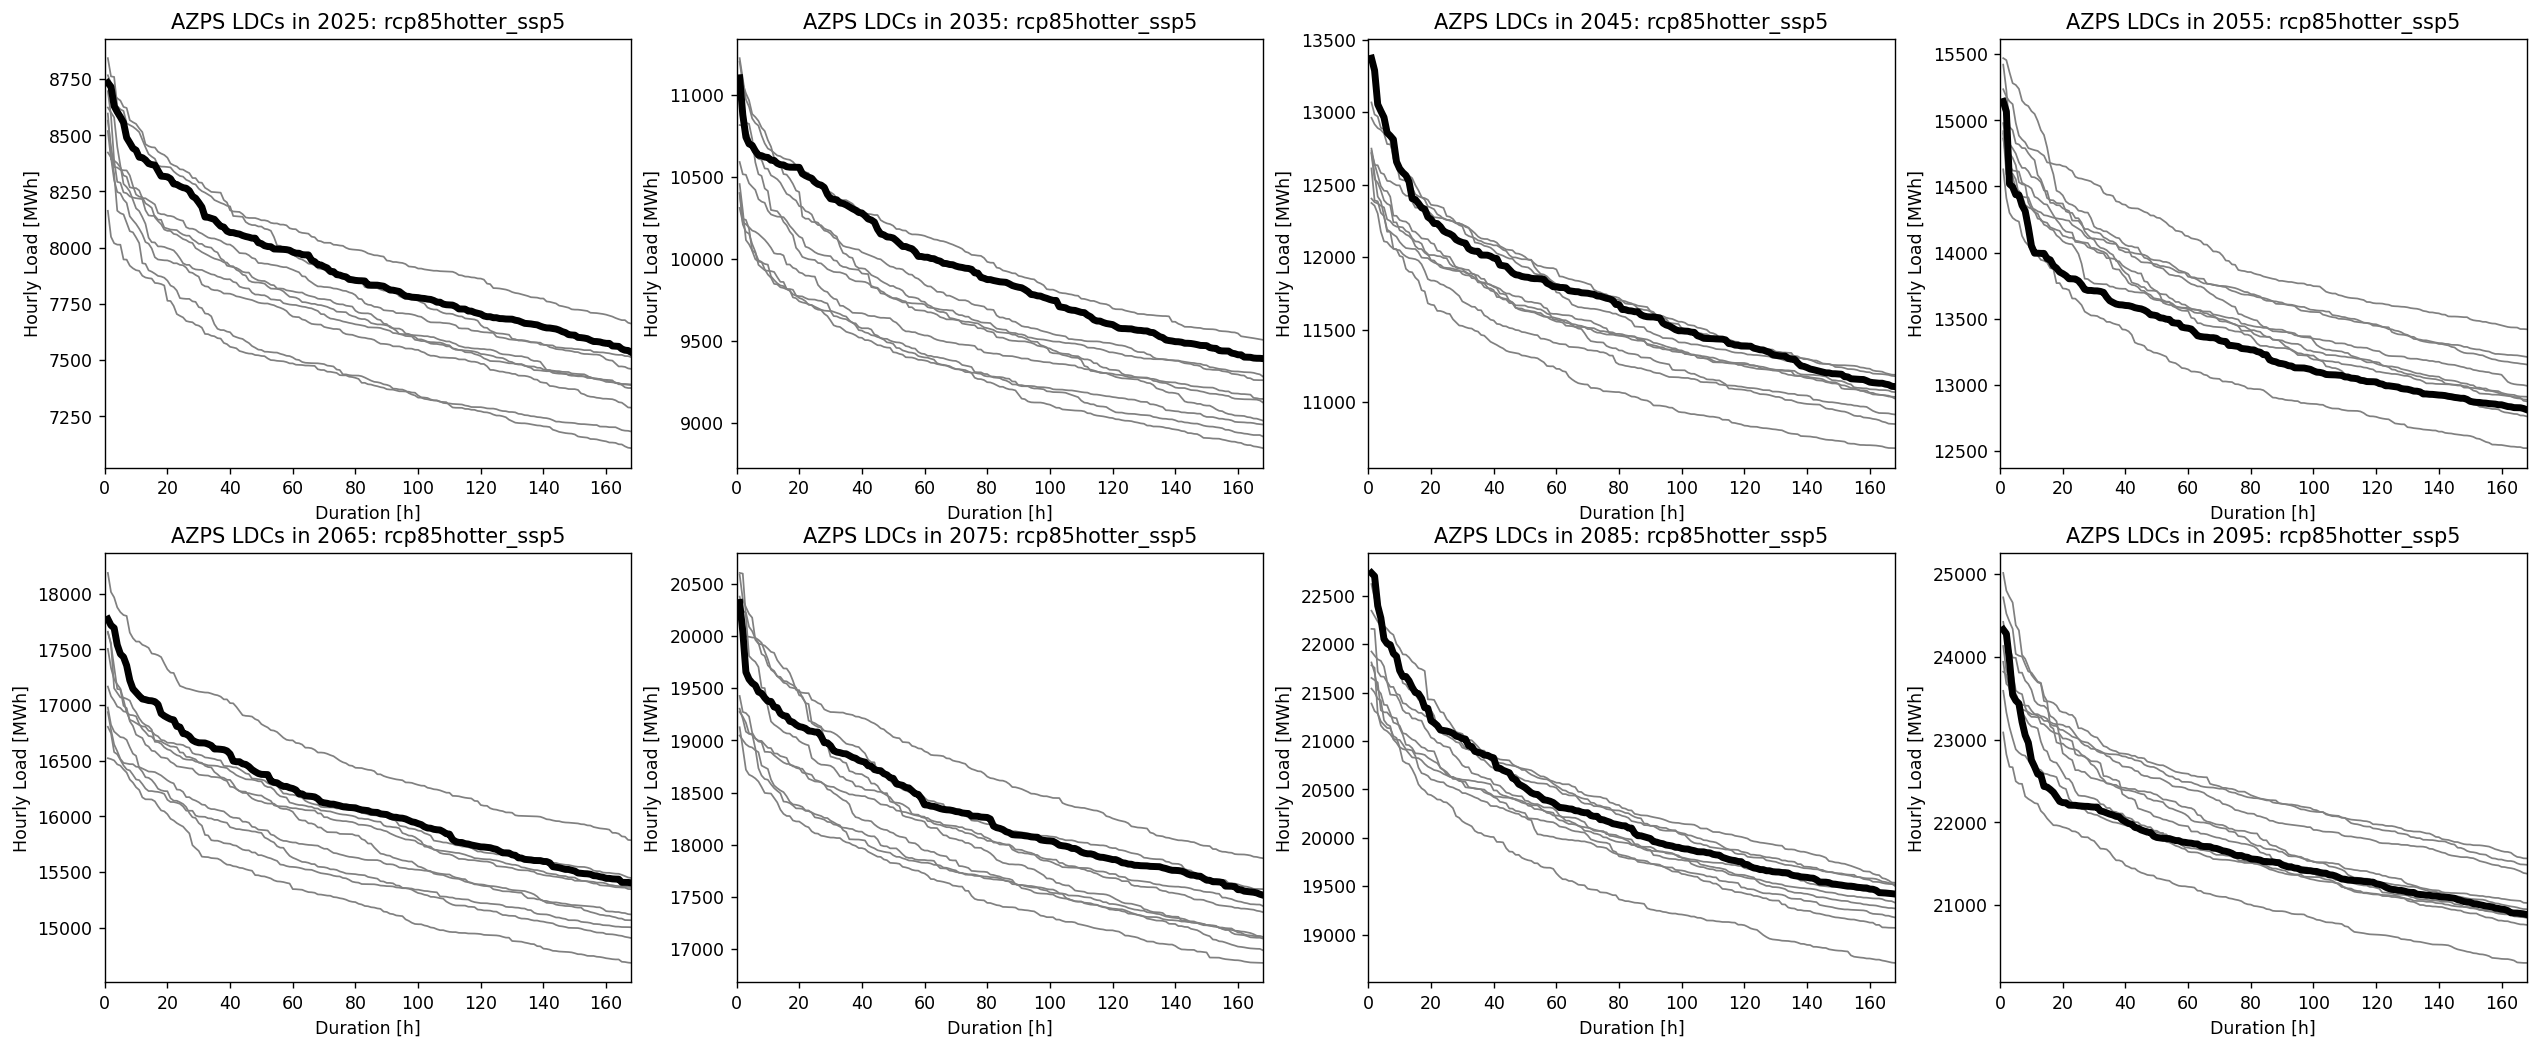 AZPS LDCs in 2025: rcp85hotter_ssp5
Hourly Load [MWh]
8750
8500
8250
8000
7750
7500
7250
0 20 40 60 80 100 120 140 160
Duration [h]
AZPS LDCs in 2035: rcp85hotter_ssp5
Hourly Load [MWh]
11000
10500
10000
9500
9000
0 20 40 60 80 100 120 140 160
Duration [h]
AZPS LDCs in 2045: rcp85hotter_ssp5
Hourly Load [MWh]
13500
13000
12500
12000
11500
11000
0 20 40 60 80 100 120 140 160
Duration [h]
AZPS LDCs in 2055: rcp85hotter_ssp5
Hourly Load [MWh]
15500
15000
14500
14000
13500
13000
12500
0 20 40 60 80 100 120 140 160
Duration [h]
AZPS LDCs in 2065: rcp85hotter_ssp5
Hourly Load [MWh]
18000
17500
17000
16500
16000
15500
15000
0 20 40 60 80 100 120 140 160
Duration [h]
AZPS LDCs in 2075: rcp85hotter_ssp5
Hourly Load [MWh]
20500
20000
19500
19000
18500
18000
17500
17000
0 20 40 60 80 100 120 140 160
Duration [h]
AZPS LDCs in 2085: rcp85hotter_ssp5
Hourly Load [MWh]
22500
22000
21500
21000
20500
20000
19500
19000
0 20 40 60 80 100 120 140 160
Duration [h]
AZPS LDCs in 2095: rcp85hotter_ssp5
Hourly Load [MWh]
25000
24000
23000
22000
21000
0 20 40 60 80 100 120 140 160
Duration [h]